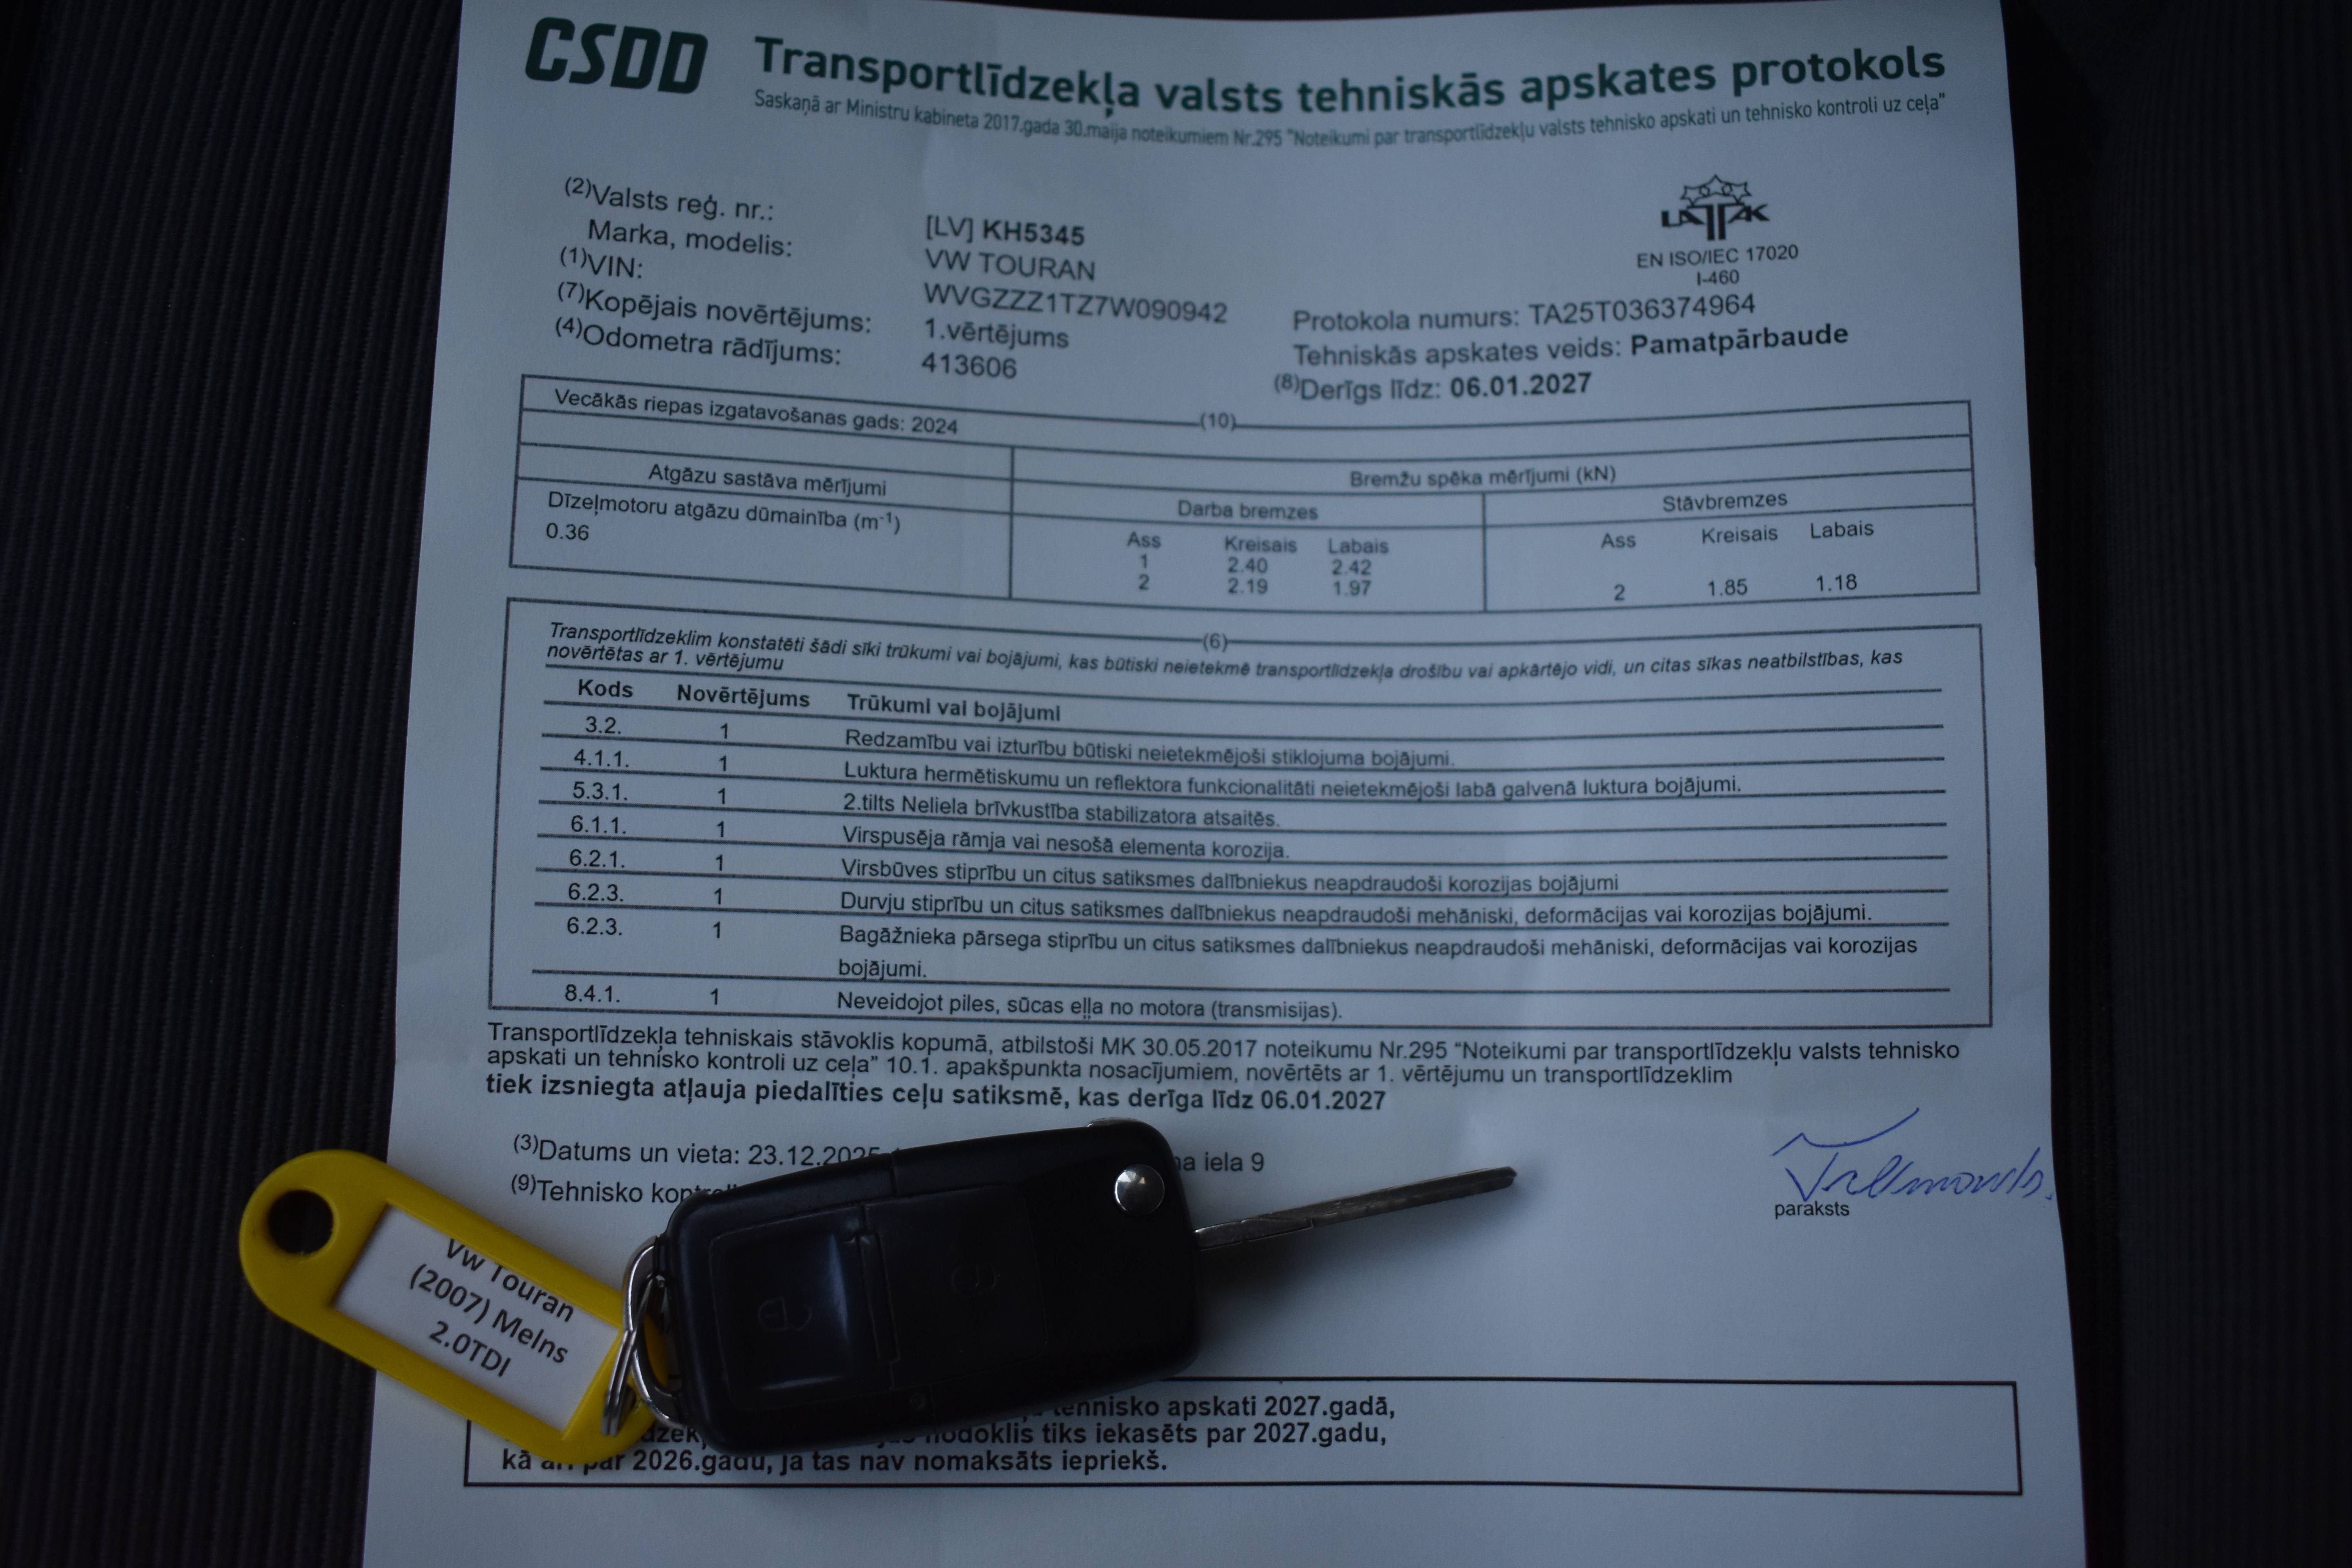 CSDD
Transportlīdzekļa valsts tehniskās apskates protokols
Saskaņā ar Ministru kabineta 2017.gada 30.maija noteikumiem Nr.295 "Noteikumi par transportlīdzekļu valsts tehnisko apskati un tehnisko kontroli uz ceļa"
(2)Valsts reģ. nr.: [LV] KH5345
Marka, modelis: VW TOURAN
(1)VIN: WVGZZZ1TZ7W090942
(7)Kopējais novērtējums: 1.vērtējums
(4)Odometra rādījums: 413606
LATAK
EN ISO/IEC 17020
I-460
Protokola numurs: TA25T036374964
Tehniskās apskates veids: Pamatpārbaude
(8)Derīgs līdz: 06.01.2027
(10)
Vecākās riepas izgatavošanas gads: 2024
Atgāzu sastāva mērījumi
Bremžu spēka mērījumi (kN)
Dīzeļmotoru atgāzu dūmainība (m-1)
0.36
Darba bremzes
Stāvbremzes
Ass Kreisais Labais
1 2.40 2.42
2 2.19 1.97
Ass Kreisais Labais
2 1.85 1.18
(6)
Transportlīdzeklim konstatēti šādi sīki trūkumi vai bojājumi, kas būtiski neietekmē transportlīdzekļa drošību vai apkārtējo vidi, un citas sīkas neatbilstības, kas
novērtētas ar 1. vērtējumu
Kods Novērtējums Trūkumi vai bojājumi
3.2. 1 Redzamību vai izturību būtiski neietekmējoši stiklojuma bojājumi.
4.1.1. 1 Luktura hermētiskumu un reflektora funkcionalitāti neietekmējoši labā galvenā luktura bojājumi.
5.3.1. 1 2.tilts Neliela brīvkustība stabilizatora atsaitēs.
6.1.1. 1 Virspusēja rāmja vai nesošā elementa korozija.
6.2.1. 1 Virsbūves stiprību un citus satiksmes dalībniekus neapdraudoši korozijas bojājumi
6.2.3. 1 Durvju stiprību un citus satiksmes dalībniekus neapdraudoši mehāniski, deformācijas vai korozijas bojājumi.
6.2.3. 1 Bagāžnieka pārsega stiprību un citus satiksmes dalībniekus neapdraudoši mehāniski, deformācijas vai korozijas
bojājumi.
8.4.1. 1 Neveidojot piles, sūcas eļļa no motora (transmisijas).
Transportlīdzekļa tehniskais stāvoklis kopumā, atbilstoši MK 30.05.2017 noteikumu Nr.295 "Noteikumi par transportlīdzekļu valsts tehnisko
apskati un tehnisko kontroli uz ceļa" 10.1. apakšpunkta nosacījumiem, novērtēts ar 1. vērtējumu un transportlīdzeklim
tiek izsniegta atļauja piedalīties ceļu satiksmē, kas derīga līdz 06.01.2027
(3)Datums un vieta: 23.12.2025 iela 9
(9)Tehnisko
paraksts
Vw Touran
(2007) Melns
2.0TDI
tehnisko apskati 2027.gadā,
nodoklis tiks iekasēts par 2027.gadu,
kā arī par 2026.gadu, ja tas nav nomaksāts iepriekš.